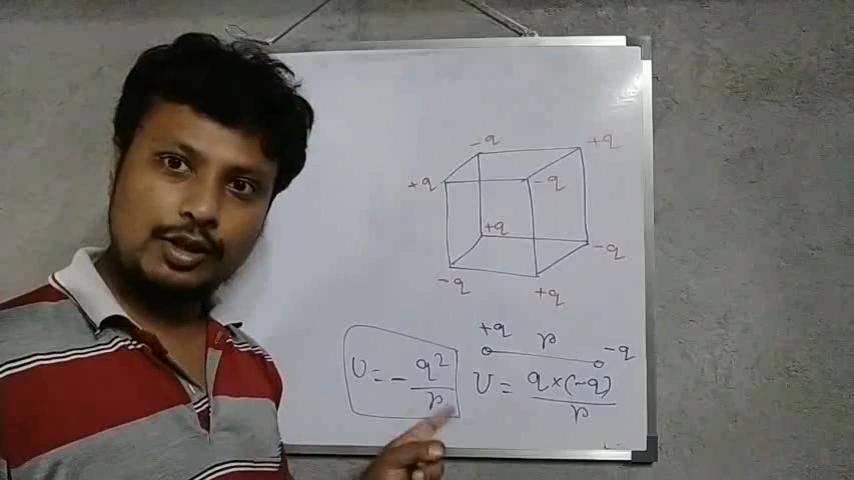 -q +q
+q -q
+q -q
-q +q
+q r -q
U = - q²/r
U = q×(-q)/r